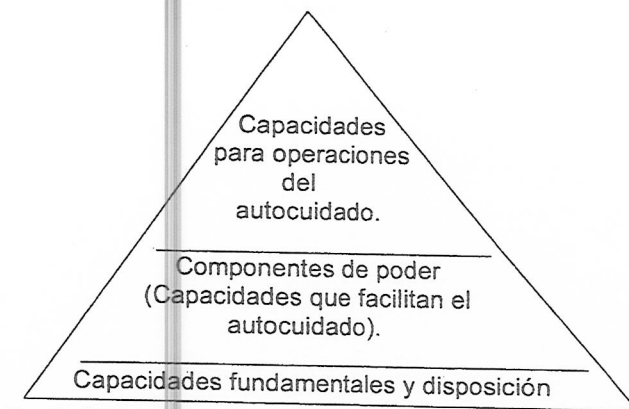 Capacidades
para operaciones
del
autocuidado.
Componentes de poder
(Capacidades que facilitan el
autocuidado).
Capacidades fundamentales y disposición